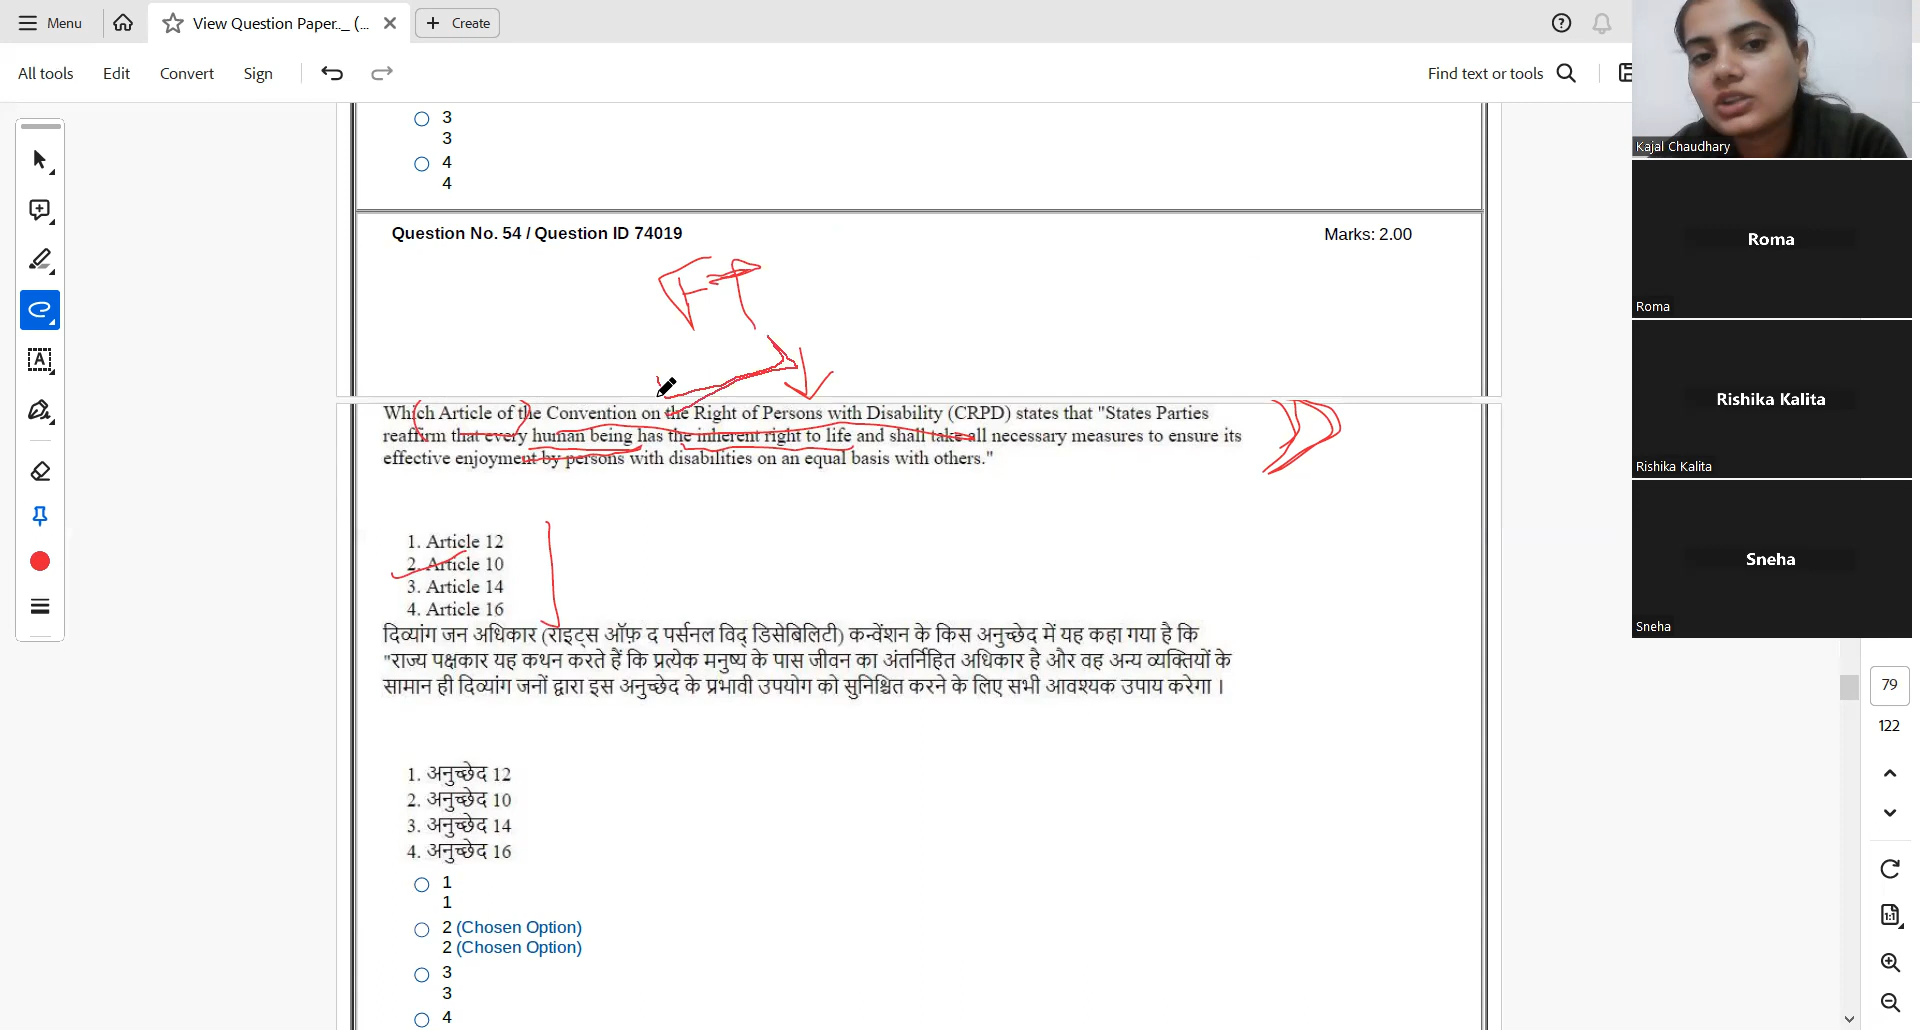 Menu
View Question Paper.._ (...
Create
All tools
Edit
Convert
Sign
Find text or tools
3
3
4
4
Question No. 54 / Question ID 74019
Marks: 2.00
FT
Which Article of the Convention on the Right of Persons with Disability (CRPD) states that "States Parties
reaffirm that every human being has the inherent right to life and shall take all necessary measures to ensure its
effective enjoyment by persons with disabilities on an equal basis with others."
1. Article 12
2. Article 10
3. Article 14
4. Article 16
दिव्यांग जन अधिकार (राइट्स ऑफ़ द पर्सनल विद् डिसेबिलिटी) कन्वेंशन के किस अनुच्छेद में यह कहा गया है कि
"राज्य पक्षकार यह कथन करते हैं कि प्रत्येक मनुष्य के पास जीवन का अंतर्निहित अधिकार है और वह अन्य व्यक्तियों के
सामान ही दिव्यांग जनों द्वारा इस अनुच्छेद के प्रभावी उपयोग को सुनिश्चित करने के लिए सभी आवश्यक उपाय करेगा ।
1. अनुच्छेद 12
2. अनुच्छेद 10
3. अनुच्छेद 14
4. अनुच्छेद 16
1
1
2 (Chosen Option)
2 (Chosen Option)
3
3
4
Kajal Chaudhary
Roma
Roma
Rishika Kalita
Rishika Kalita
Sneha
Sneha
79
122
1:1